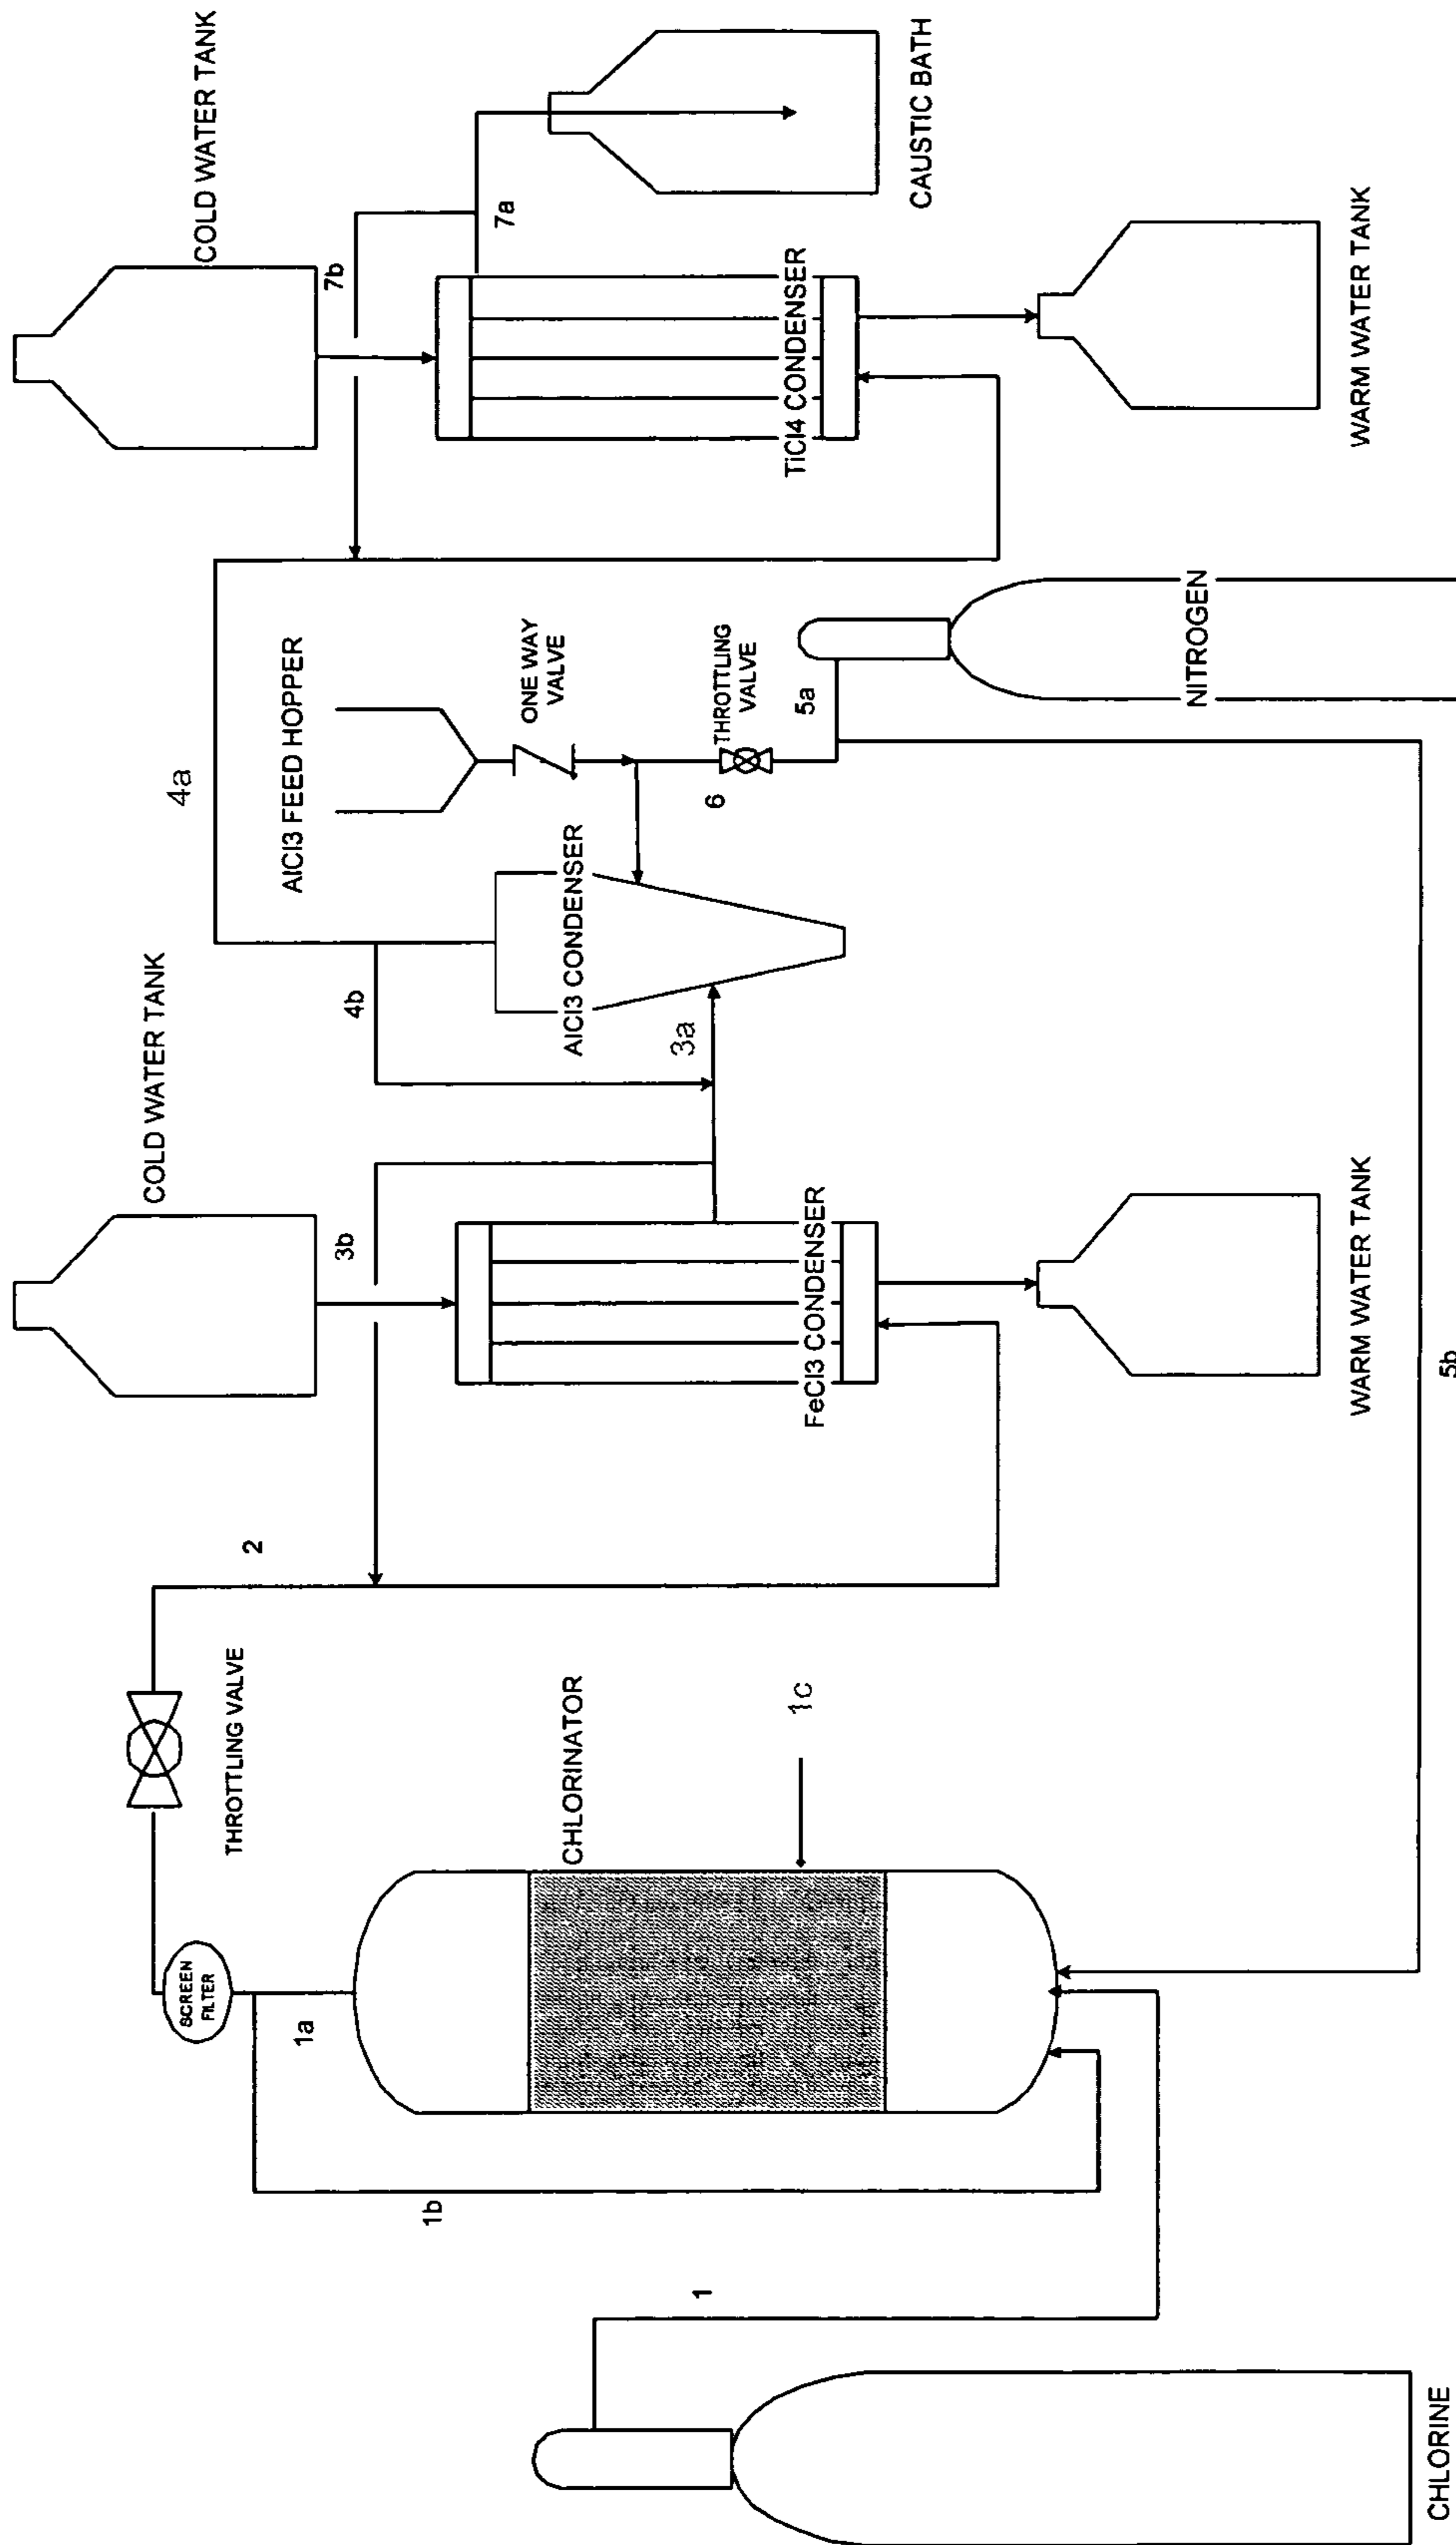 CHLORINE
1
1b
1a
SCREEN
FILTER
THROTTLING VALVE
CHLORINATOR
1c
2
3b
COLD WATER TANK
FeCl3 CONDENSER
WARM WATER TANK
5b
4b
3a
AlCl3 CONDENSER
4a
AlCl3 FEED HOPPER
ONE WAY
VALVE
6
THROTTLING
VALVE
5a
NITROGEN
7b
COLD WATER TANK
TiCl4 CONDENSER
7a
CAUSTIC BATH
WARM WATER TANK